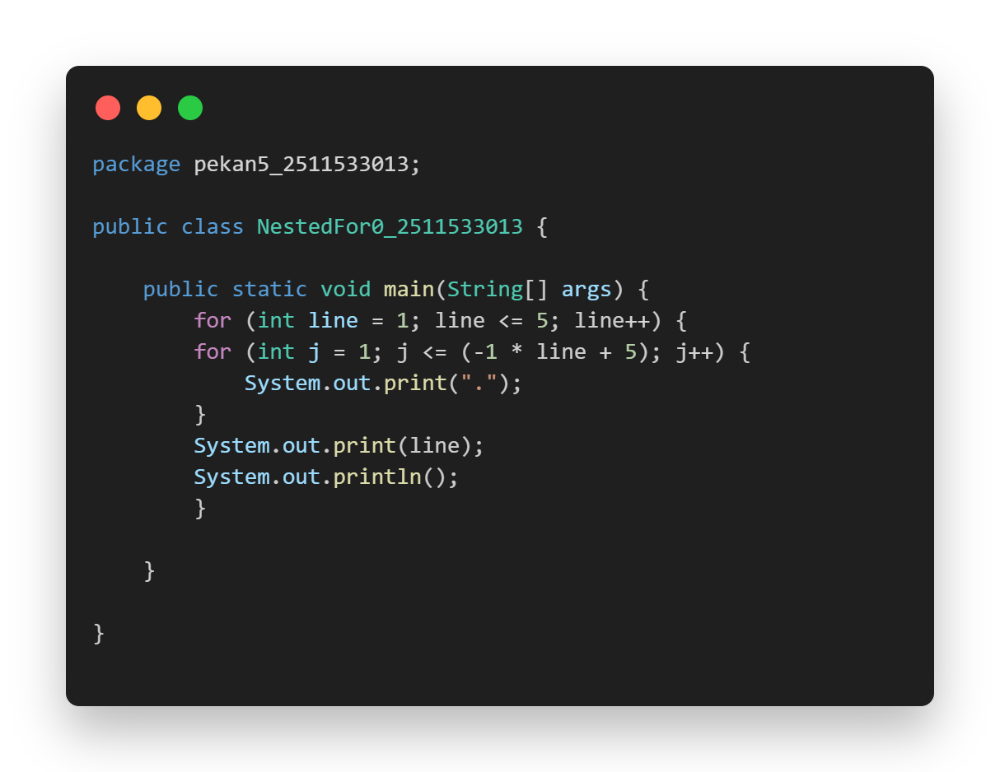 package pekan5_2511533013;
public class NestedFor0_2511533013 {
public static void main(String[] args) {
for (int line = 1; line <= 5; line++) {
for (int j = 1; j <= (-1 * line + 5); j++) {
System.out.print(".");
}
System.out.print(line);
System.out.println();
}
}
}